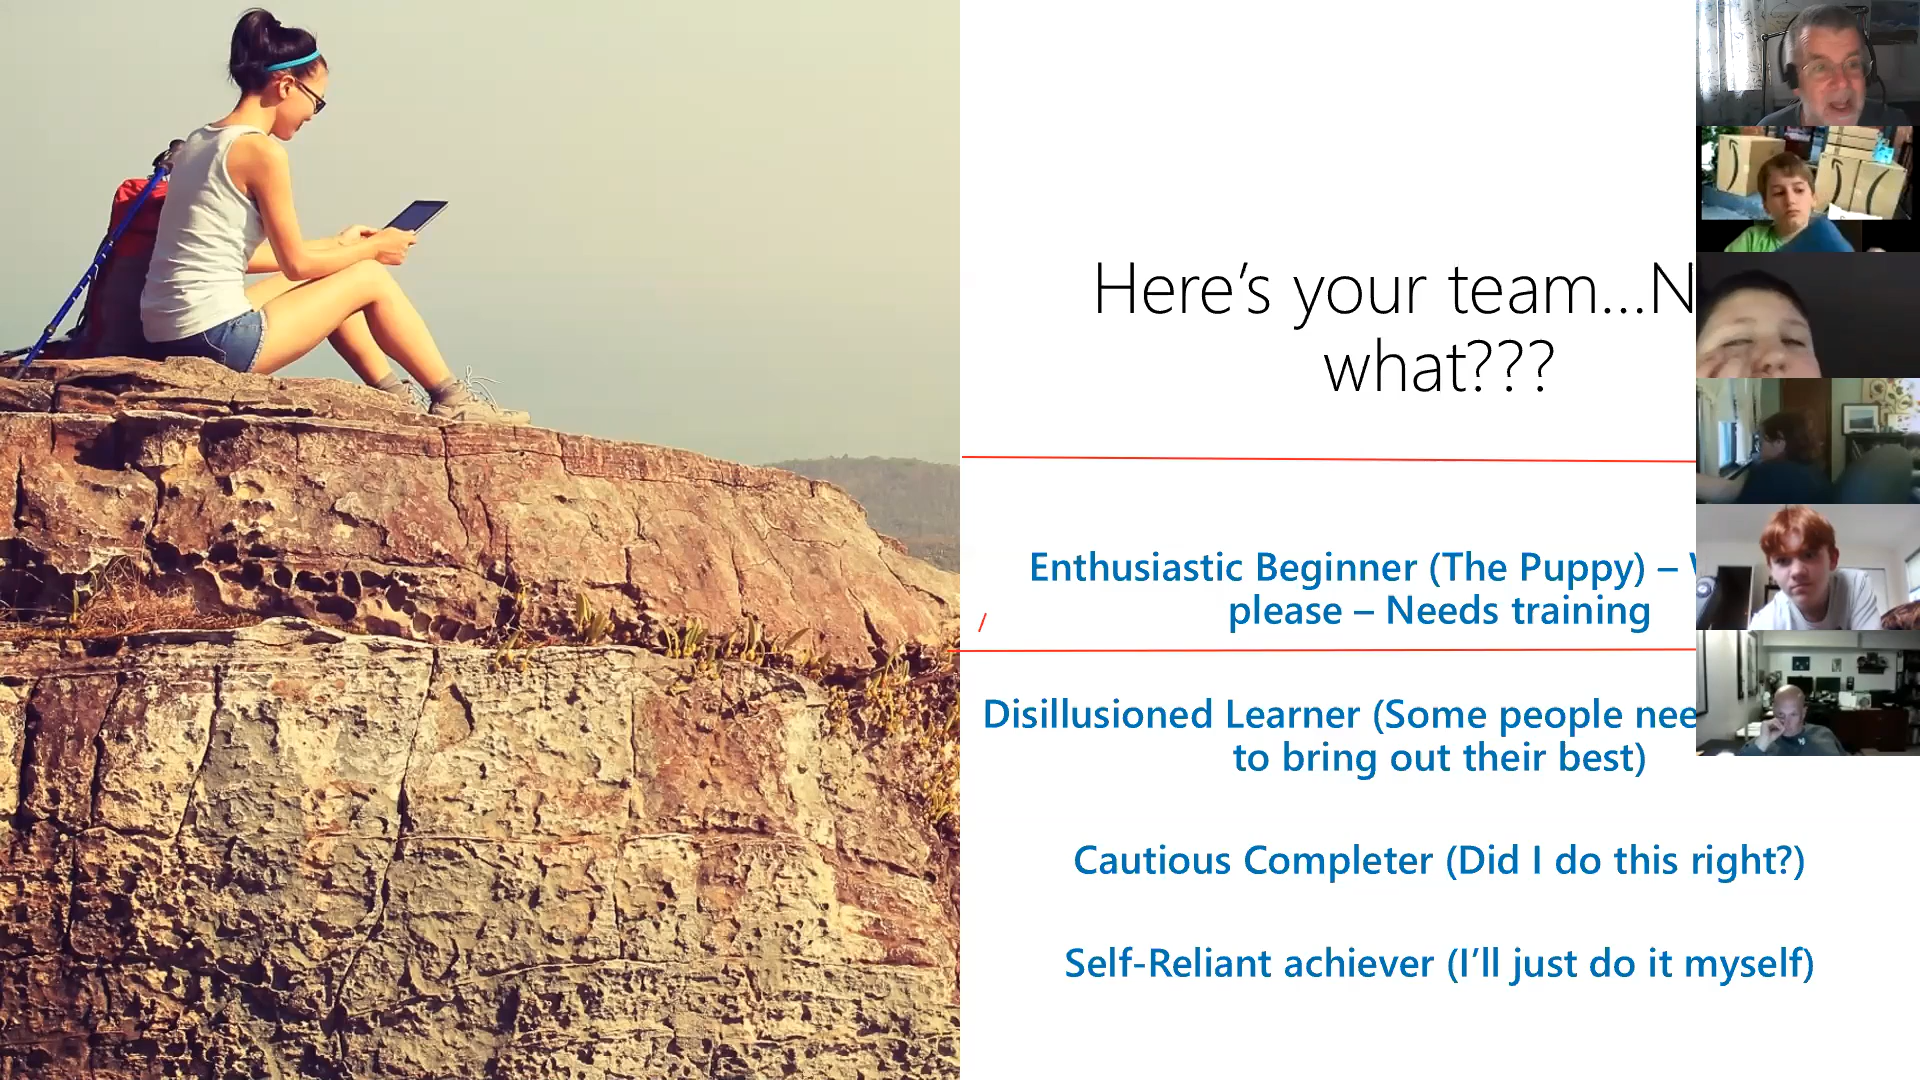 Here’s your team…N
what???
Enthusiastic Beginner (The Puppy) –
please – Needs training
Disillusioned Learner (Some people nee
to bring out their best)
Cautious Completer (Did I do this right?)
Self-Reliant achiever (I’ll just do it myself)